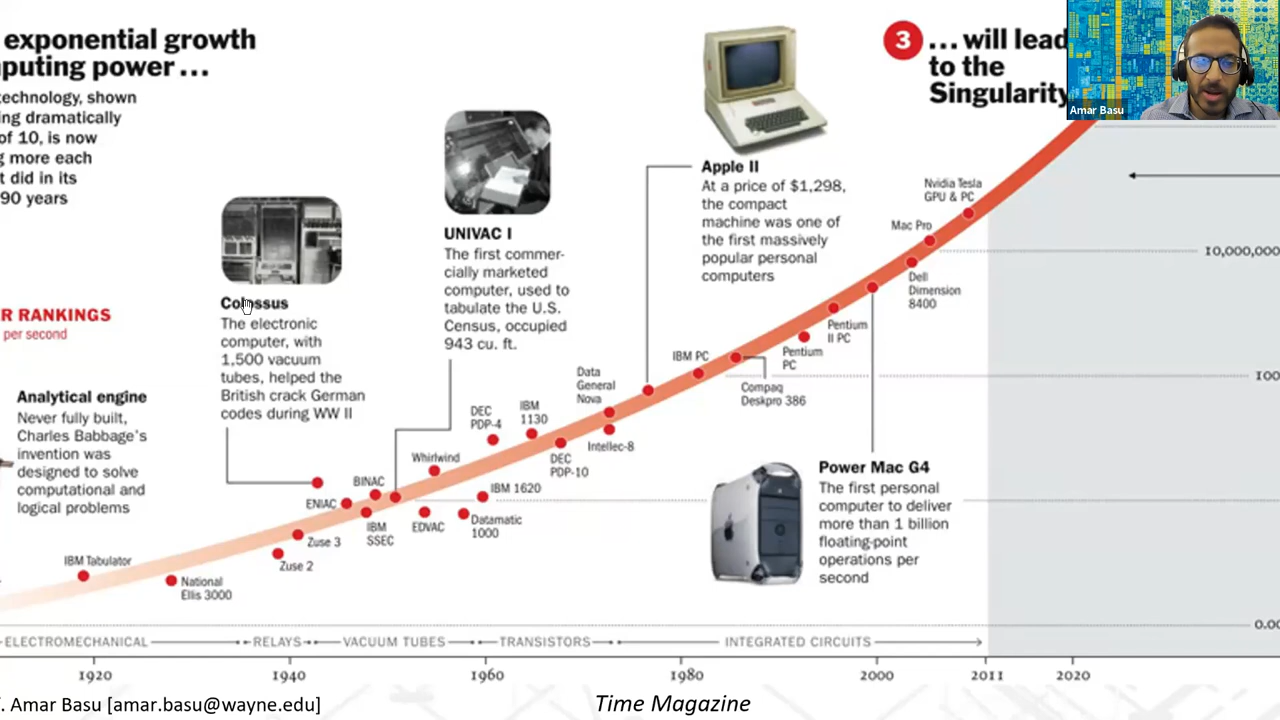 exponential growth
puting power ...
technology, shown
ing dramatically
of 10, is now
g more each
t did in its
90 years
3 ... will lead
to the
Singularity
Amar Basu
Apple II
At a price of $1,298,
the compact
machine was one of
the first massively
popular personal
computers
Nvidia Tesla
GPU & PC
Mac Pro
10,000,000
Dell
Dimension
8400
UNIVAC I
The first commer-
cially marketed
computer, used to
tabulate the U.S.
Census, occupied
943 cu. ft.
Colossus
The electronic
computer, with
1,500 vacuum
tubes, helped the
British crack German
codes during WW II
R RANKINGS
per second
Analytical engine
Never fully built,
Charles Babbage's
invention was
designed to solve
computational and
logical problems
Pentium
II PC
Pentium
PC
IBM PC
100
Compaq
Deskpro 386
Data
General
Nova
IBM
1130
DEC
PDP-4
Intellec-8
DEC
PDP-10
Whirlwind
IBM 1620
BINAC
ENIAC
IBM
SSEC
EDVAC
Datamatic
1000
Power Mac G4
The first personal
computer to deliver
more than 1 billion
floating-point
operations per
second
Zuse 3
Zuse 2
IBM Tabulator
National
Ellis 3000
0.00
ELECTROMECHANICAL
RELAYS
VACUUM TUBES
TRANSISTORS
INTEGRATED CIRCUITS
1920
1940
1960
1980
2000
2011
2020
Amar Basu [amar.basu@wayne.edu]
Time Magazine